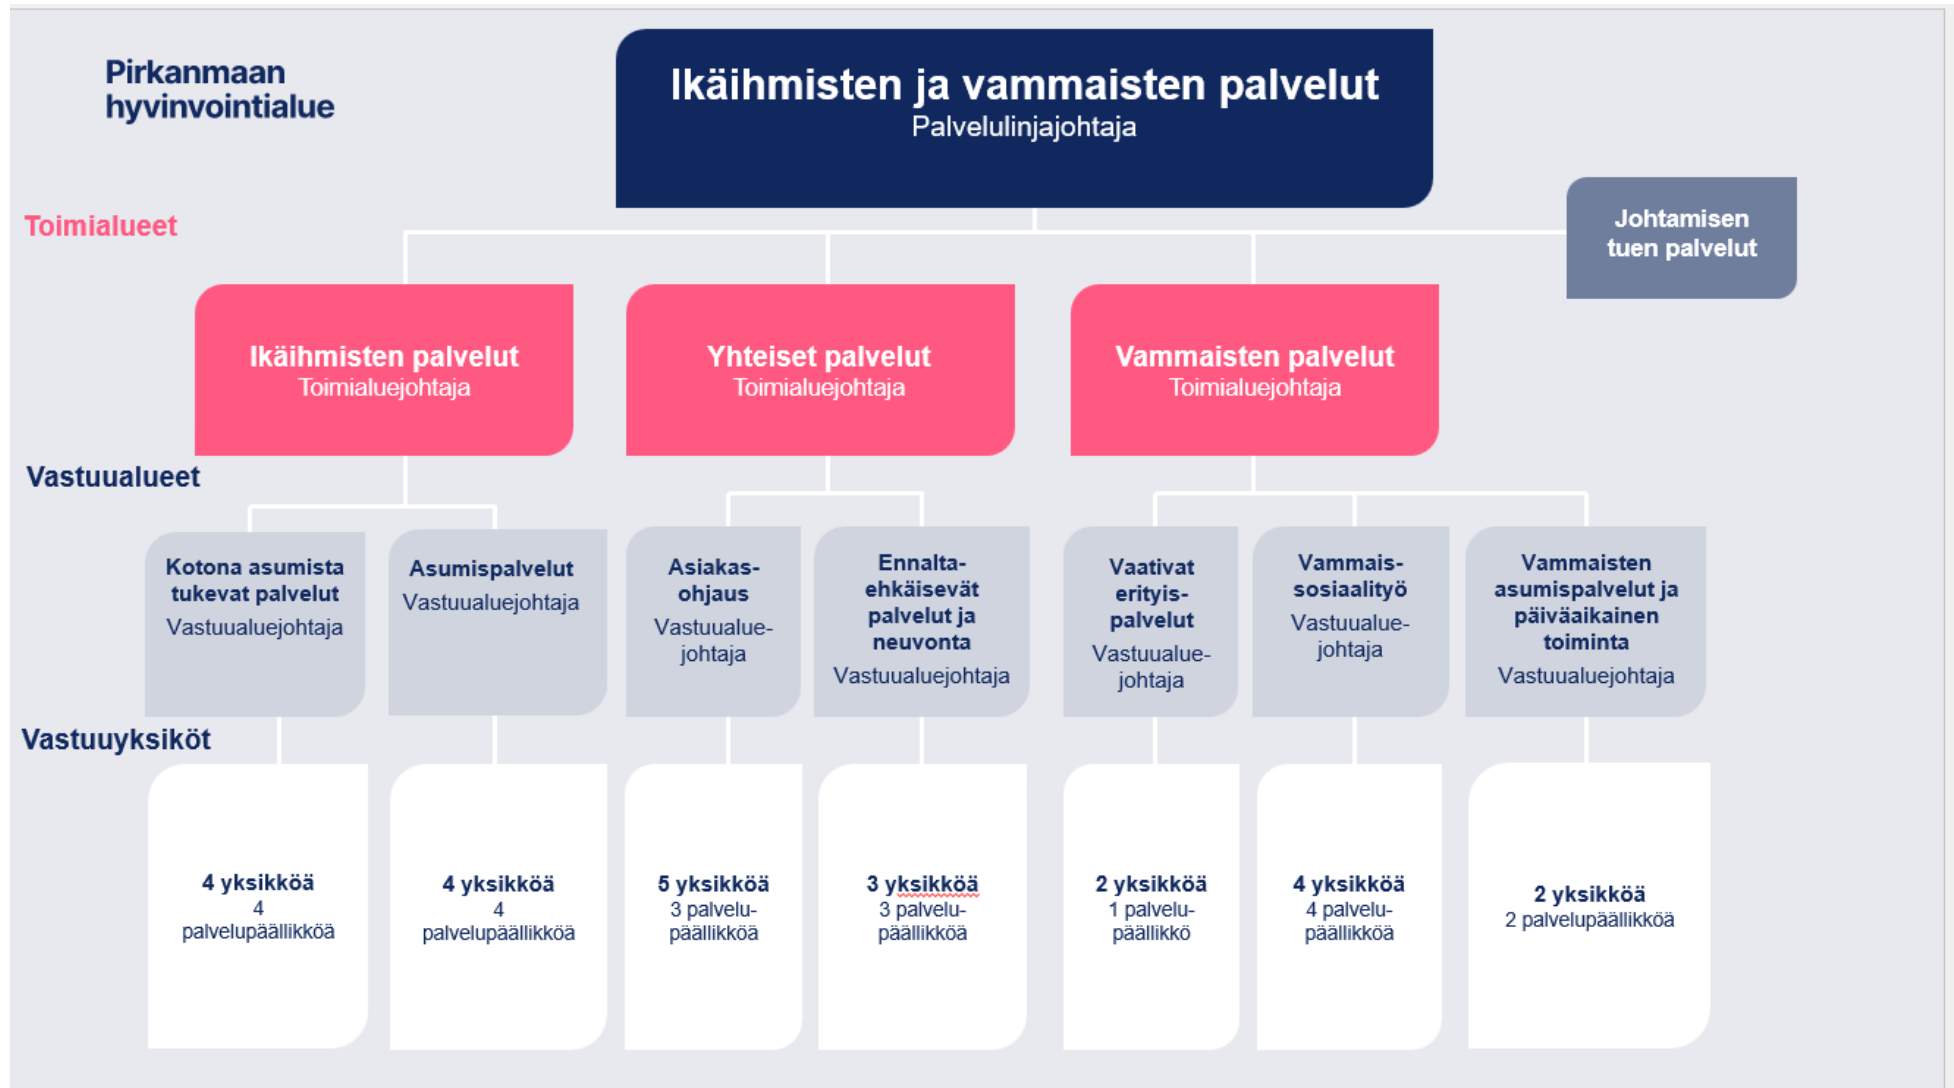 Pirkanmaan
hyvinvointialue
Ikäihmisten ja vammaisten palvelut
Palvelulinjajohtaja
Toimialueet
Johtamisen
tuen palvelut
Ikäihmisten palvelut
Toimialuejohtaja
Yhteiset palvelut
Toimialuejohtaja
Vammaisten palvelut
Toimialuejohtaja
Vastuualueet
Kotona asumista
tukevat palvelut
Vastuualuejohtaja
Asumispalvelut
Vastuualuejohtaja
Asiakas-
ohjaus
Vastuualue-
johtaja
Ennalta-
ehkäisevät
palvelut ja
neuvonta
Vastuualuejohtaja
Vaativat
erityis-
palvelut
Vastuualue-
johtaja
Vammais-
sosiaalityö
Vastuualue-
johtaja
Vammaisten
asumispalvelut ja
päiväaikainen
toiminta
Vastuualuejohtaja
Vastuuyksiköt
4 yksikköä
4
palvelupäällikköä
4 yksikköä
4
palvelupäällikköä
5 yksikköä
3 palvelu-
päällikköä
3 yksikköä
3 palvelu-
päällikköä
2 yksikköä
1 palvelu-
päällikkö
4 yksikköä
4 palvelu-
päällikköä
2 yksikköä
2 palvelupäällikköä